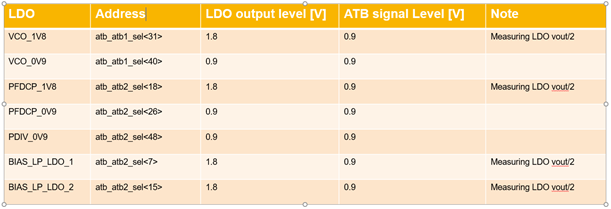 LDO Address LDO output level [V] ATB signal Level [V] Note
VCO_1V8 atb_atb1_sel<31> 1.8 0.9 Measuring LDO vout/2
VCO_0V9 atb_atb1_sel<40> 0.9 0.9
PFDCP_1V8 atb_atb2_sel<18> 1.8 0.9 Measuring LDO vout/2
PFDCP_0V9 atb_atb2_sel<26> 0.9 0.9
PDIV_0V9 atb_atb2_sel<48> 0.9 0.9
BIAS_LP_LDO_1 atb_atb2_sel<7> 1.8 0.9 Measuring LDO vout/2
BIAS_LP_LDO_2 atb_atb2_sel<15> 1.8 0.9 Measuring LDO vout/2